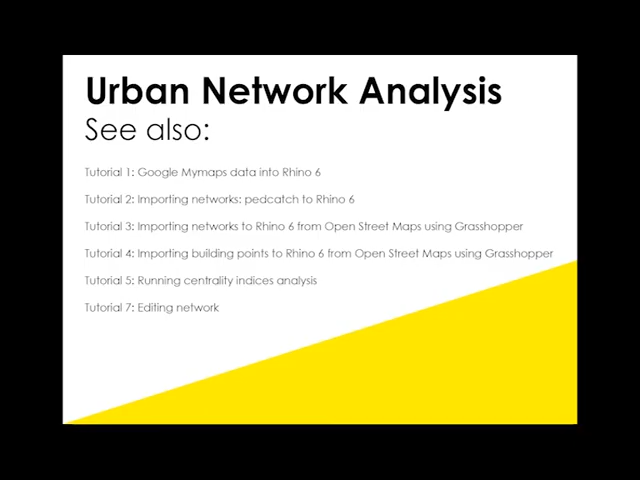 Urban Network Analysis
See also:
Tutorial 1: Google Mymaps data into Rhino 6
Tutorial 2: Importing networks: pedcatch to Rhino 6
Tutorial 3: Importing networks to Rhino 6 from Open Street Maps using Grasshopper
Tutorial 4: Importing building points to Rhino 6 from Open Street Maps using Grasshopper
Tutorial 5: Running centrality indices analysis
Tutorial 7: Editing network